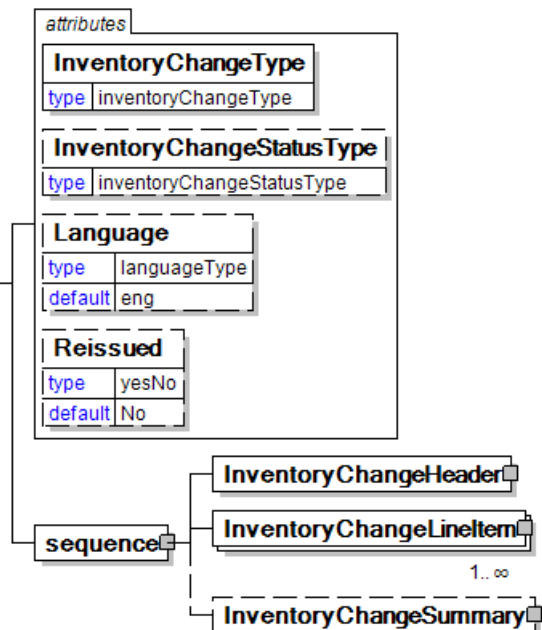 attributes
InventoryChangeType
type inventoryChangeType
InventoryChangeStatusType
type inventoryChangeStatusType
Language
type languageType
default eng
Reissued
type yesNo
default No
InventoryChangeHeader
sequence
InventoryChangeLineItem
1..∞
InventoryChangeSummary